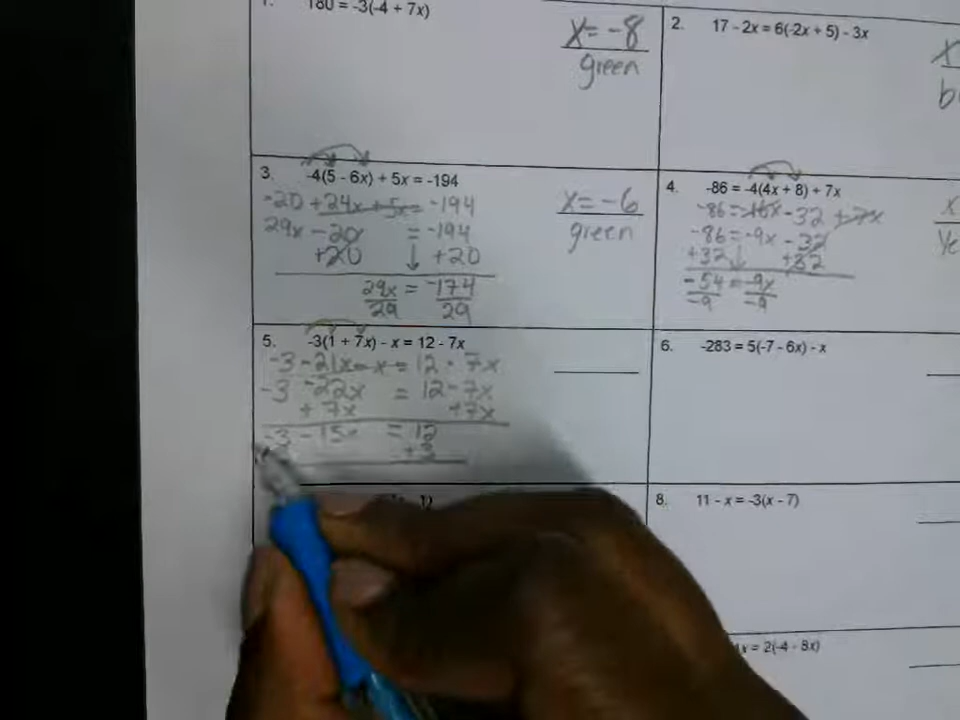 1. 180 = -3(-4 + 7x)
x = -8
green
2. 17 - 2x = 6(-2x + 5) - 3x
x
b
3. -4(5 - 6x) + 5x = -194
-20 + 24x + 5x = -194
29x - 20 = -194
+20 ↓ +20
29x = -174
29 29
x = -6
green
4. -86 = -4(4x + 8) + 7x
-86 = -16x - 32 + 7x
-86 = -9x - 32
+32 ↓ +32
-54 = -9x
-9 -9
x
ye
5. -3(1 + 7x) - x = 12 - 7x
-3 - 21x - x = 12 - 7x
-3 - 22x = 12 - 7x
+ 7x +7x
-3 - 15x = 12
+3
6. -283 = 5(-7 - 6x) - x
8. 11 - x = -3(x - 7)
x = 2(-4 - 8x)